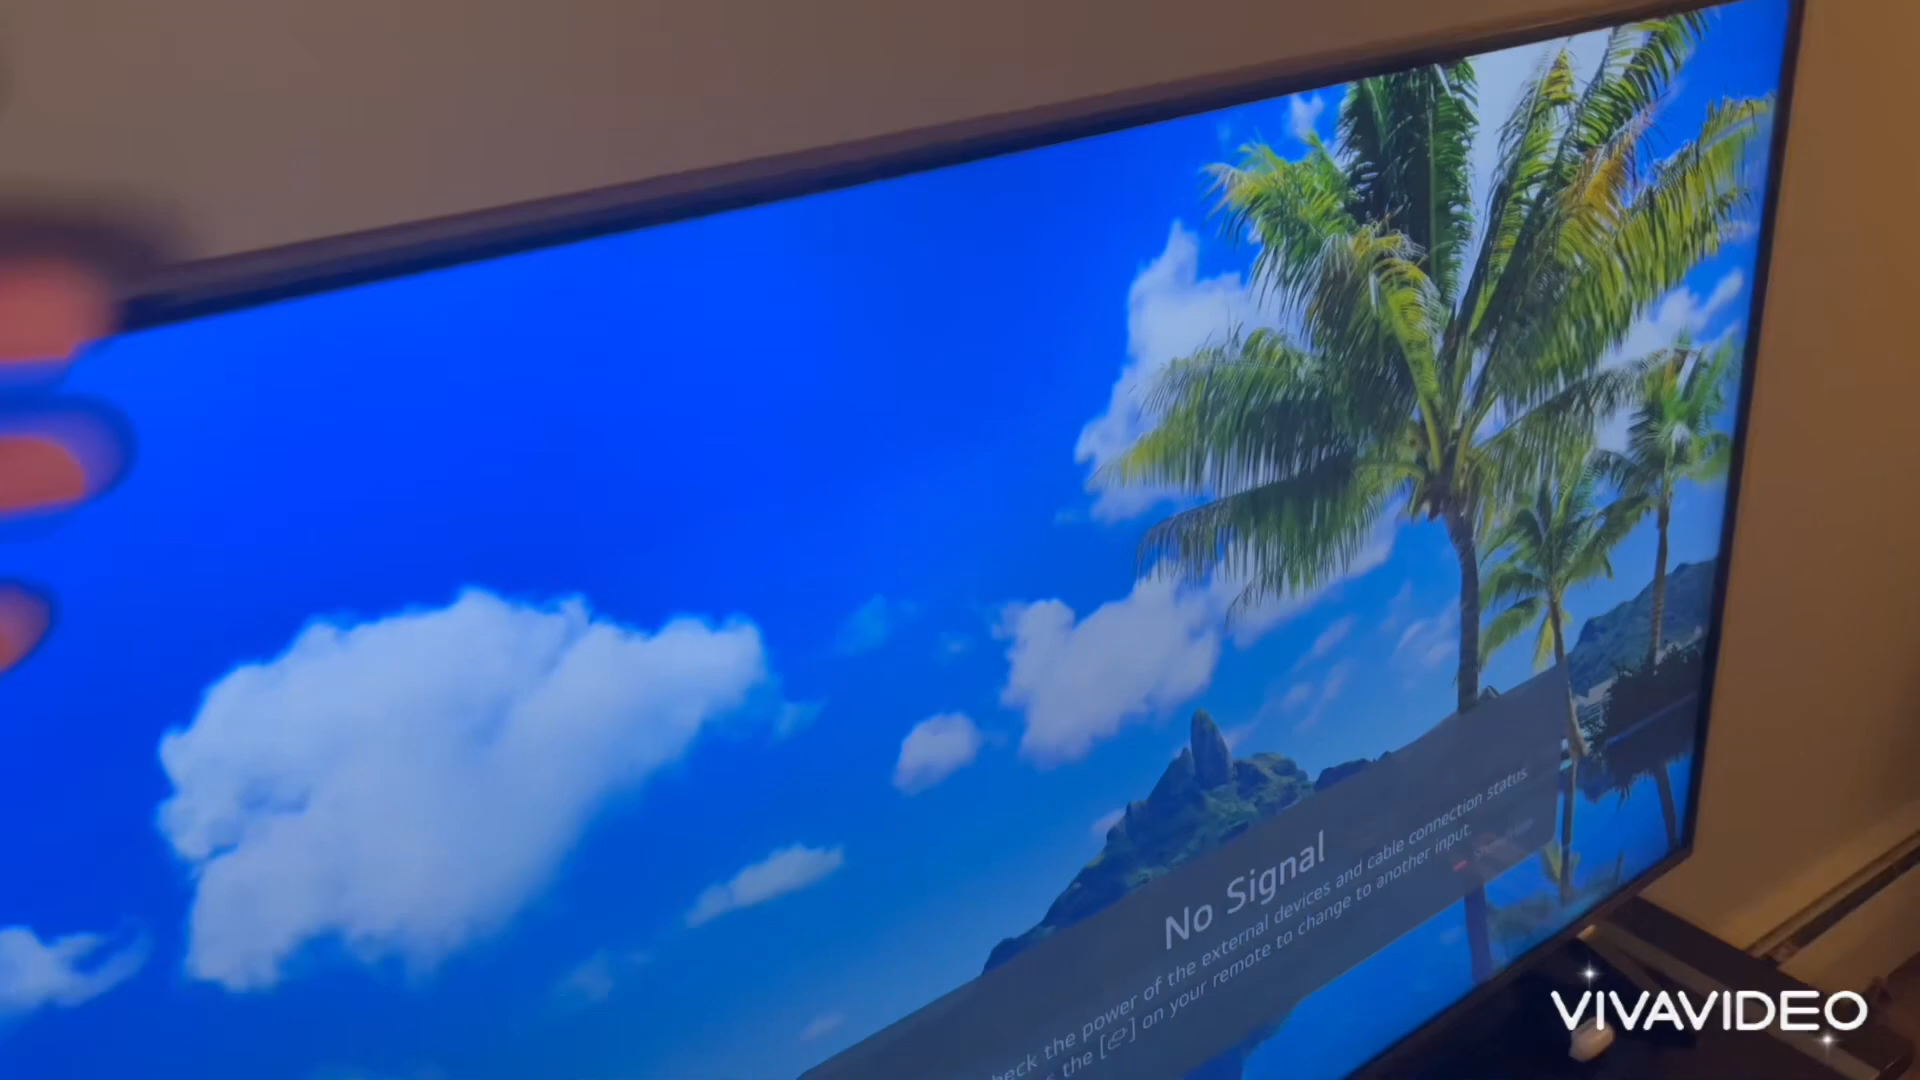 No Signal
the power of the external devices and cable connection status
the [ ] on your remote to change to another input.
VIVAVIDEO